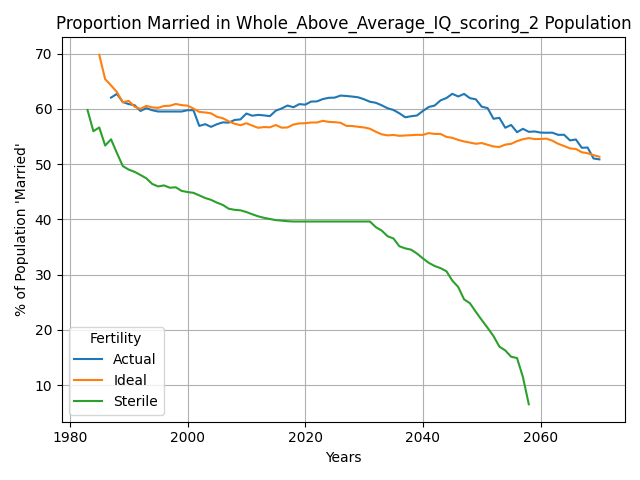 Proportion Married in Whole_Above_Average_IQ_scoring_2 Population
% of Population 'Married'
70
60
50
40
30
20
10
Fertility
Actual
Ideal
Sterile
1980
2000
2020
2040
2060
Years